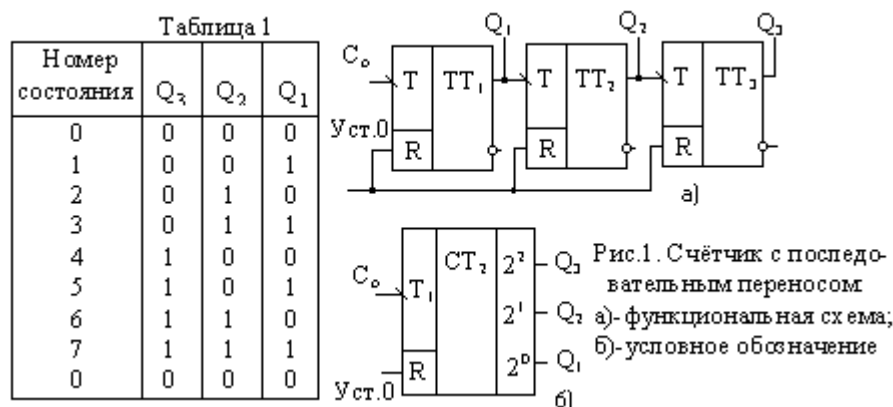 Таблица 1
Номер состояния Q₃ Q₂ Q₁
0 0 0 0
1 0 0 1
2 0 1 0
3 0 1 1
4 1 0 0
5 1 0 1
6 1 1 0
7 1 1 1
0 0 0 0
Q₁ Q₂ Q₃
C₀ T TT₁ T TT₂ T TT₃
Уст.0 R R R
а)
C₀ T₁ CT₂ 2² Q₃
2¹ Q₂
Уст.0 R 2⁰ Q₁
б)
Рис.1. Счётчик с последо-
вательным переносом:
а)- функциональная схема;
б)- условное обозначение